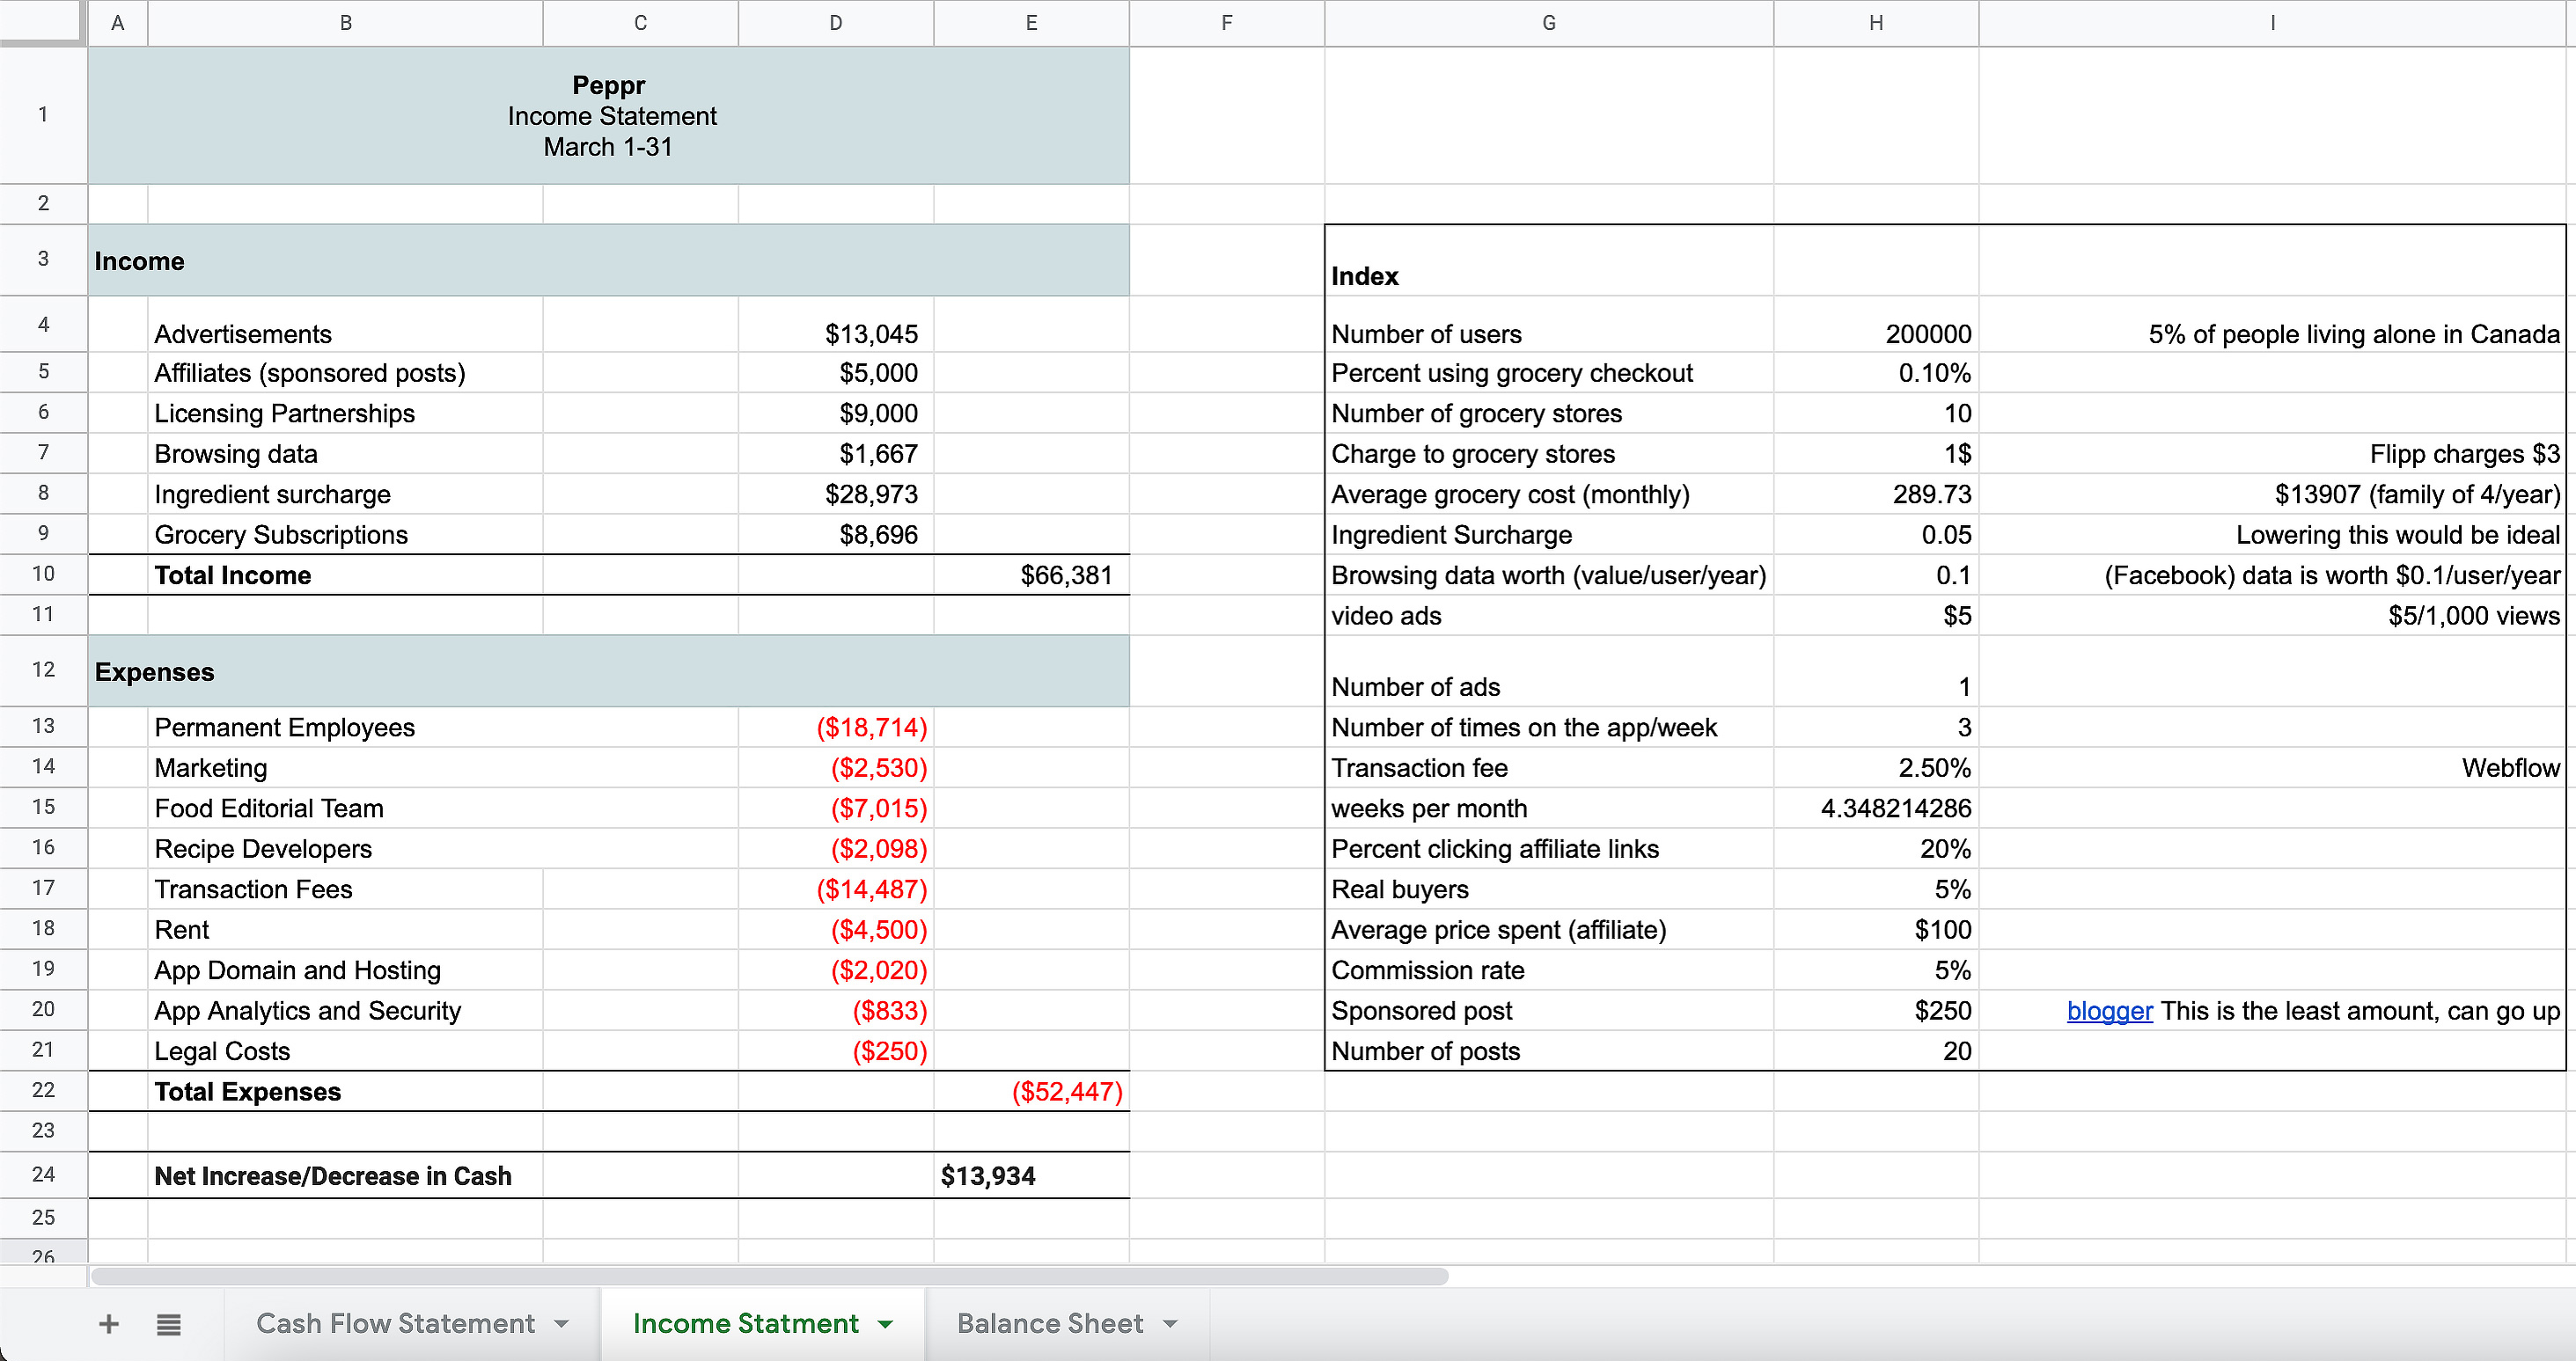 A B C D E F G H I
1 Peppr
Income Statement
March 1-31
2
3 Income Index
4 Advertisements $13,045 Number of users 200000 5% of people living alone in Canada
5 Affiliates (sponsored posts) $5,000 Percent using grocery checkout 0.10%
6 Licensing Partnerships $9,000 Number of grocery stores 10
7 Browsing data $1,667 Charge to grocery stores 1$ Flipp charges $3
8 Ingredient surcharge $28,973 Average grocery cost (monthly) 289.73 $13907 (family of 4/year)
9 Grocery Subscriptions $8,696 Ingredient Surcharge 0.05 Lowering this would be ideal
10 Total Income $66,381 Browsing data worth (value/user/year) 0.1 (Facebook) data is worth $0.1/user/year
11 video ads $5 $5/1,000 views
12 Expenses Number of ads 1
13 Permanent Employees ($18,714) Number of times on the app/week 3
14 Marketing ($2,530) Transaction fee 2.50% Webflow
15 Food Editorial Team ($7,015) weeks per month 4.348214286
16 Recipe Developers ($2,098) Percent clicking affiliate links 20%
17 Transaction Fees ($14,487) Real buyers 5%
18 Rent ($4,500) Average price spent (affiliate) $100
19 App Domain and Hosting ($2,020) Commission rate 5%
20 App Analytics and Security ($833) Sponsored post $250 blogger This is the least amount, can go up
21 Legal Costs ($250) Number of posts 20
22 Total Expenses ($52,447)
23
24 Net Increase/Decrease in Cash $13,934
25
26
+ Cash Flow Statement Income Statment Balance Sheet